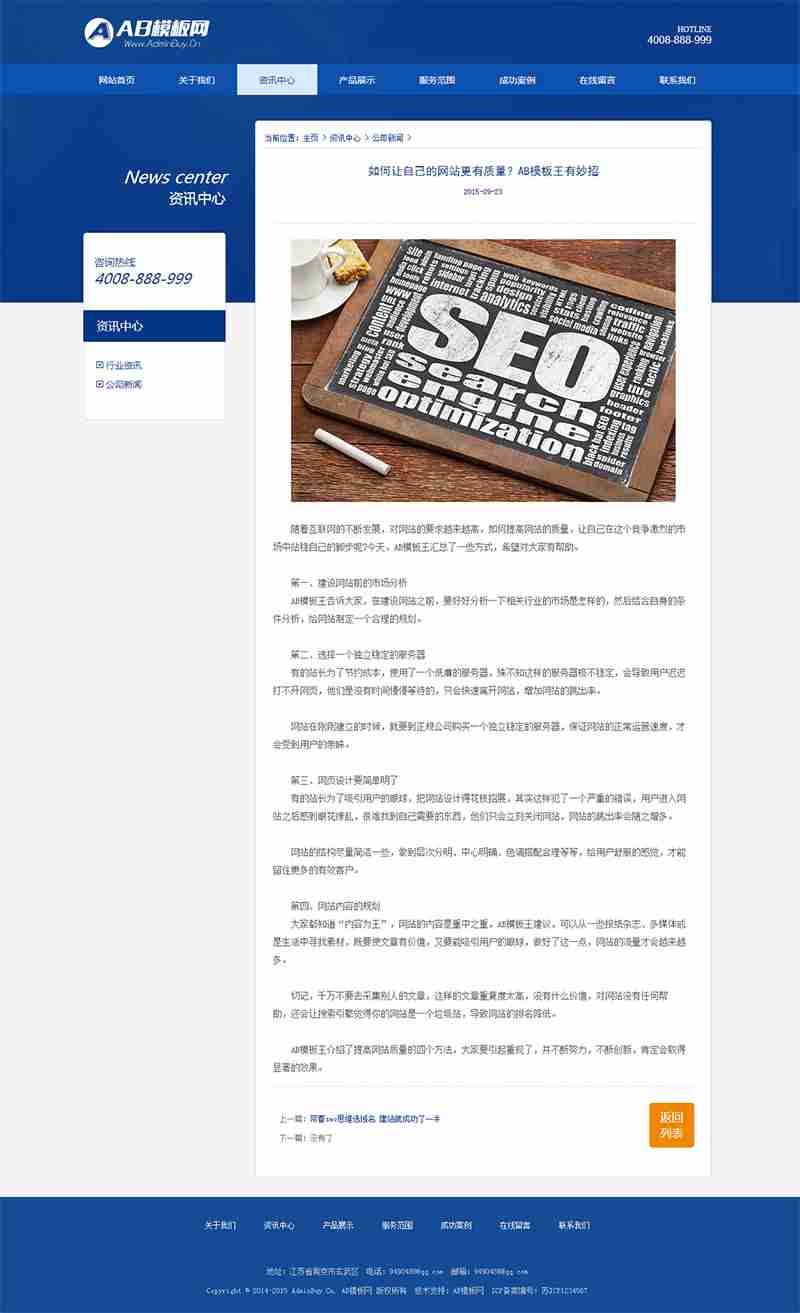 AB模板网
Www.AdminBuy.Cn
HOTLINE
4008-888-999
网站首页 关于我们 资讯中心 产品展示 服务范围 成功案例 在线留言 联系我们
News center
资讯中心
咨询热线
4008-888-999
资讯中心
行业资讯
公司新闻
当前位置：主页 > 资讯中心 > 公司新闻 >
如何让自己的网站更有质量？AB模板王有妙招
2015-09-23
SEO
search
engine
optimization
随着互联网的不断发展，对网站的要求越来越高，如何提高网站的质量，让自己在这个竞争激烈的市
场中站稳自己的脚步呢?今天，AB模板王汇总了一些方式，希望对大家有帮助。
第一、建设网站前的市场分析
AB模板王告诉大家，在建设网站之前，要好好分析一下相关行业的市场是怎样的，然后结合自身的条
件分析，给网站制定一个合理的规划。
第二、选择一个独立稳定的服务器
有的站长为了节约成本，使用了一个低廉的服务器，殊不知这样的服务器极不稳定，会导致用户迟迟
打不开网页，他们是没有时间慢慢等待的，只会快速离开网站，增加网站的跳出率。
网站在刚刚建立的时候，就要到正规公司购买一个独立稳定的服务器，保证网站的正常运营速度，才
会受到用户的亲睐。
第三、网页设计要简单明了
有的站长为了吸引用户的眼球，把网站设计得花枝招展，其实这样犯了一个严重的错误，用户进入网
站之后感到眼花缭乱，很难找到自己需要的东西，他们只会立刻关闭网站，网站的跳出率会随之增多。
网站的结构尽量简洁一些，做到层次分明、中心明确、色调搭配合理等等，给用户舒服的感觉，才能
留住更多的有效客户。
第四、网站内容的规划
大家都知道“内容为王”，网站的内容是重中之重，AB模板王建议，可以从一些报纸杂志、多媒体或
是生活中寻找素材，既要使文章有价值，又要能吸引用户的眼球，做好了这一点，网站的流量才会越来越
多。
切记，千万不要去采集别人的文章，这样的文章重复度太高，没有什么价值，对网站没有任何帮
助，还会让搜索引擎觉得你的网站是一个垃圾站，导致网站的排名降低。
AB模板王介绍了提高网站质量的四个方法，大家要引起重视了，并不断努力，不断创新，肯定会取得
显著的效果。
上一篇：带着seo思维选域名 建站就成功了一半
下一篇：没有了
返回
列表
关于我们 资讯中心 产品展示 服务范围 成功案例 在线留言 联系我们
地址：江苏省南京市玄武区 电话：9490489@qq.com 邮箱：9490489@qq.com
Copyright © 2014-2015 AdminBuy.Cn. AB模板网 版权所有 技术支持：AB模板网 ICP备案编号：苏ICP1234567